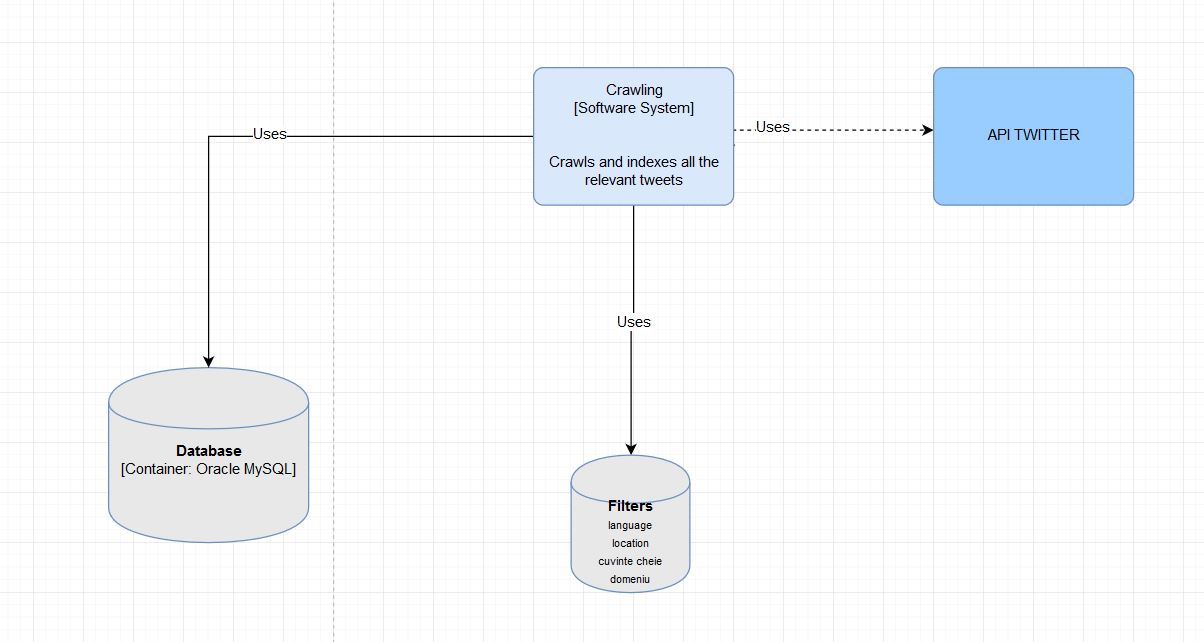 Crawling
[Software System]
Crawls and indexes all the
relevant tweets
Uses
Uses
API TWITTER
Uses
Database
[Container: Oracle MySQL]
Filters
language
location
cuvinte cheie
domeniu